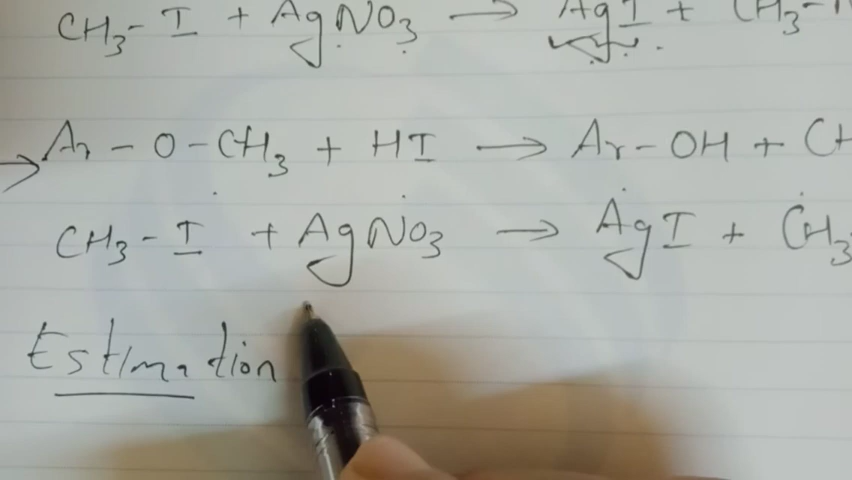 CH₃-I + AgNO₃ → AgI + CH₃-
→ Ar-O-CH₃ + HI → Ar-OH + CH
CH₃-I + AgNO₃ → AgI + CH₃
Estimation